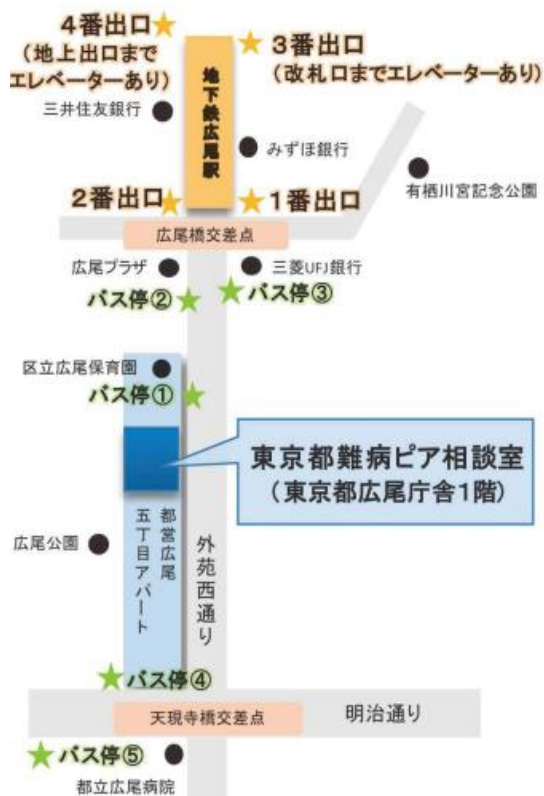 4番出口
(地上出口まで
エレベーターあり)
3番出口
(改札口までエレベーターあり)
地下鉄広尾駅
三井住友銀行
みずほ銀行
有栖川宮記念公園
2番出口
1番出口
広尾橋交差点
広尾プラザ
三菱UFJ銀行
バス停②
バス停③
区立広尾保育園
バス停①
東京都難病ピア相談室
(東京都広尾庁舎1階)
広尾公園
都営広尾
五丁目アパート
外苑西通り
バス停④
天現寺橋交差点
明治通り
バス停⑤
都立広尾病院